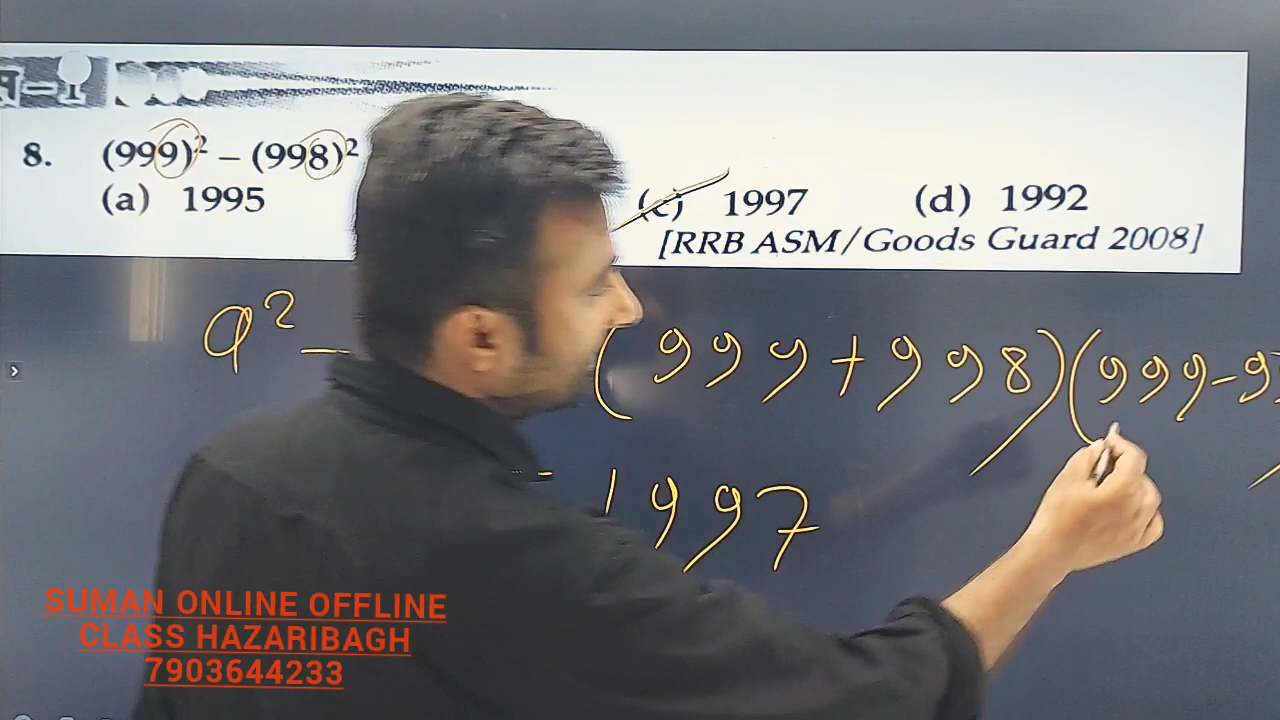 8. (999)² – (998)²
(a) 1995 (c) 1997 (d) 1992
[RRB ASM/Goods Guard 2008]
a² – (999+998)(999-9
= 1997
SUMAN ONLINE OFFLINE
CLASS HAZARIBAGH
7903644233